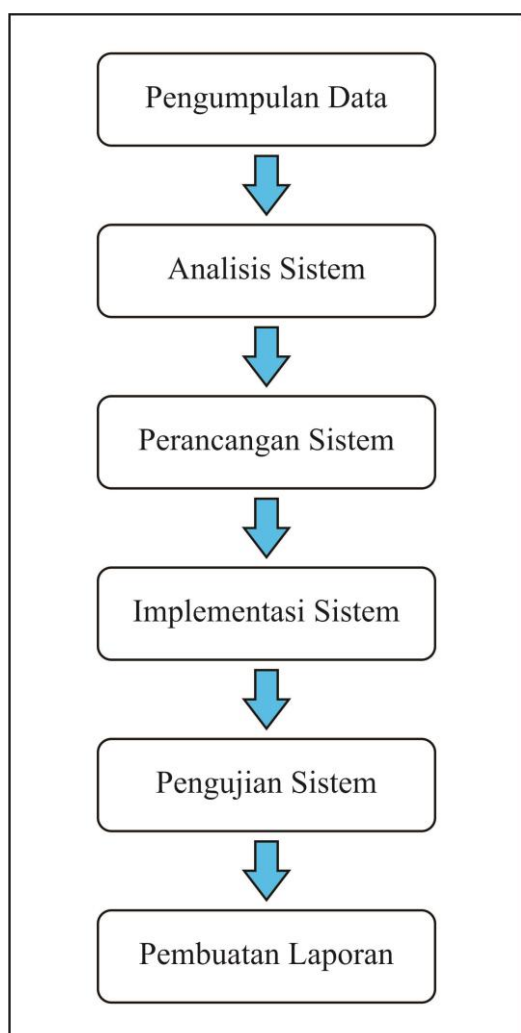 Pengumpulan Data
Analisis Sistem
Perancangan Sistem
Implementasi Sistem
Pengujian Sistem
Pembuatan Laporan